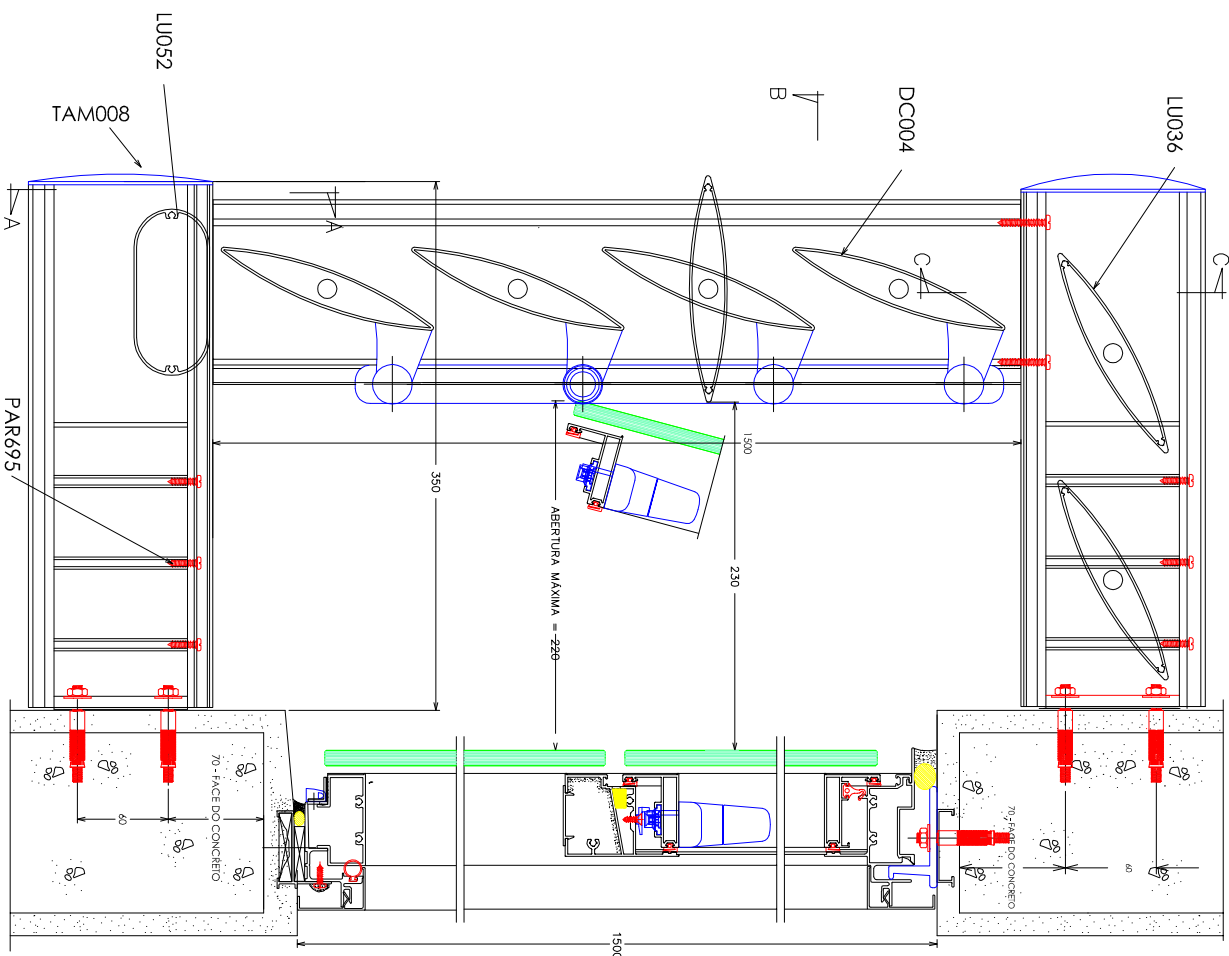 LU052
TAM008
B
DC004
LU036
A
A
C
C
PAR695
350
1500
ABERTURA MÁXIMA = 220
230
70 - FACE DO CONCRETO
60
70 - FACE DO CONCRETO
60
1500